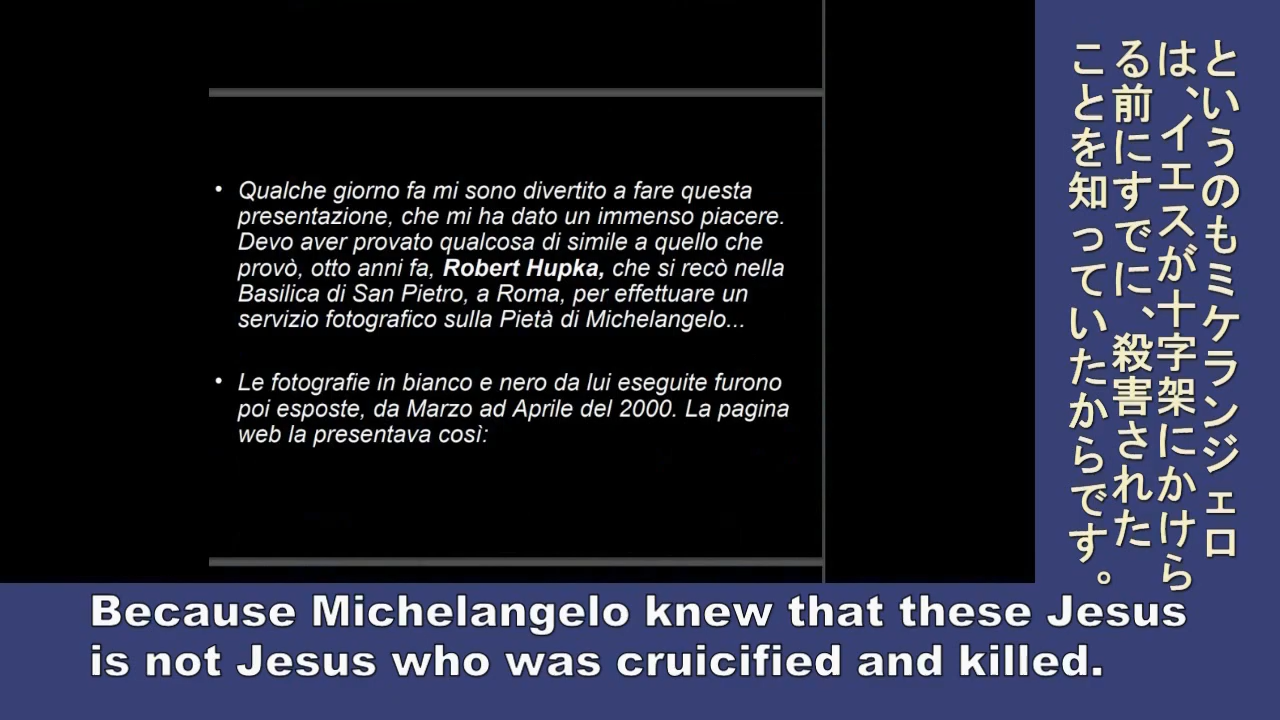 • Qualche giorno fa mi sono divertito a fare questa
presentazione, che mi ha dato un immenso piacere.
Devo aver provato qualcosa di simile a quello che
provò, otto anni fa, Robert Hupka, che si recò nella
Basilica di San Pietro, a Roma, per effettuare un
servizio fotografico sulla Pietà di Michelangelo...
• Le fotografie in bianco e nero da lui eseguite furono
poi esposte, da Marzo ad Aprile del 2000. La pagina
web la presentava così:
というのもミケランジェロ
は、イエスが十字架にかけら
る前にすでに、殺害された
ことを知っていたからです。
Because Michelangelo knew that these Jesus
is not Jesus who was cruicified and killed.